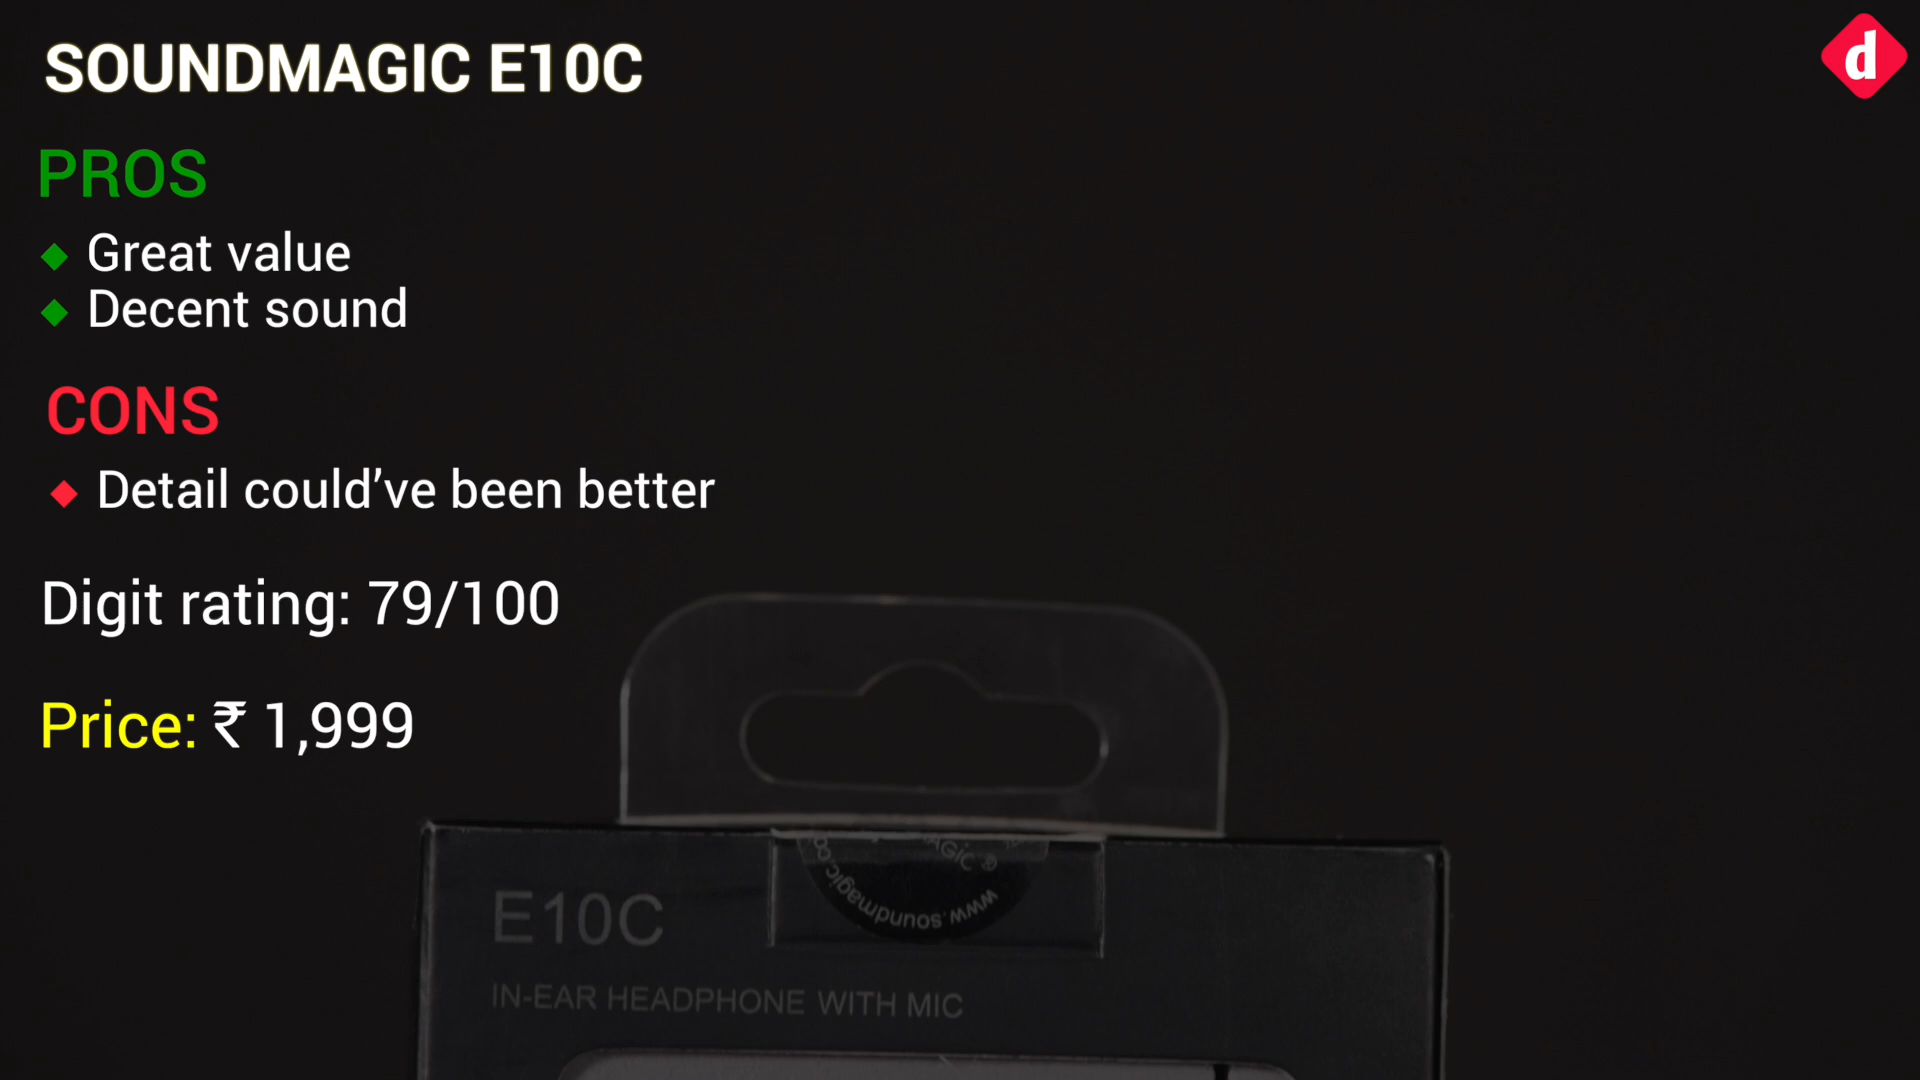 SOUNDMAGIC E10C
d
PROS
Great value
Decent sound
CONS
Detail could’ve been better
Digit rating: 79/100
Price: ₹ 1,999
www.soundmagic.co
E10C
IN-EAR HEADPHONE WITH MIC